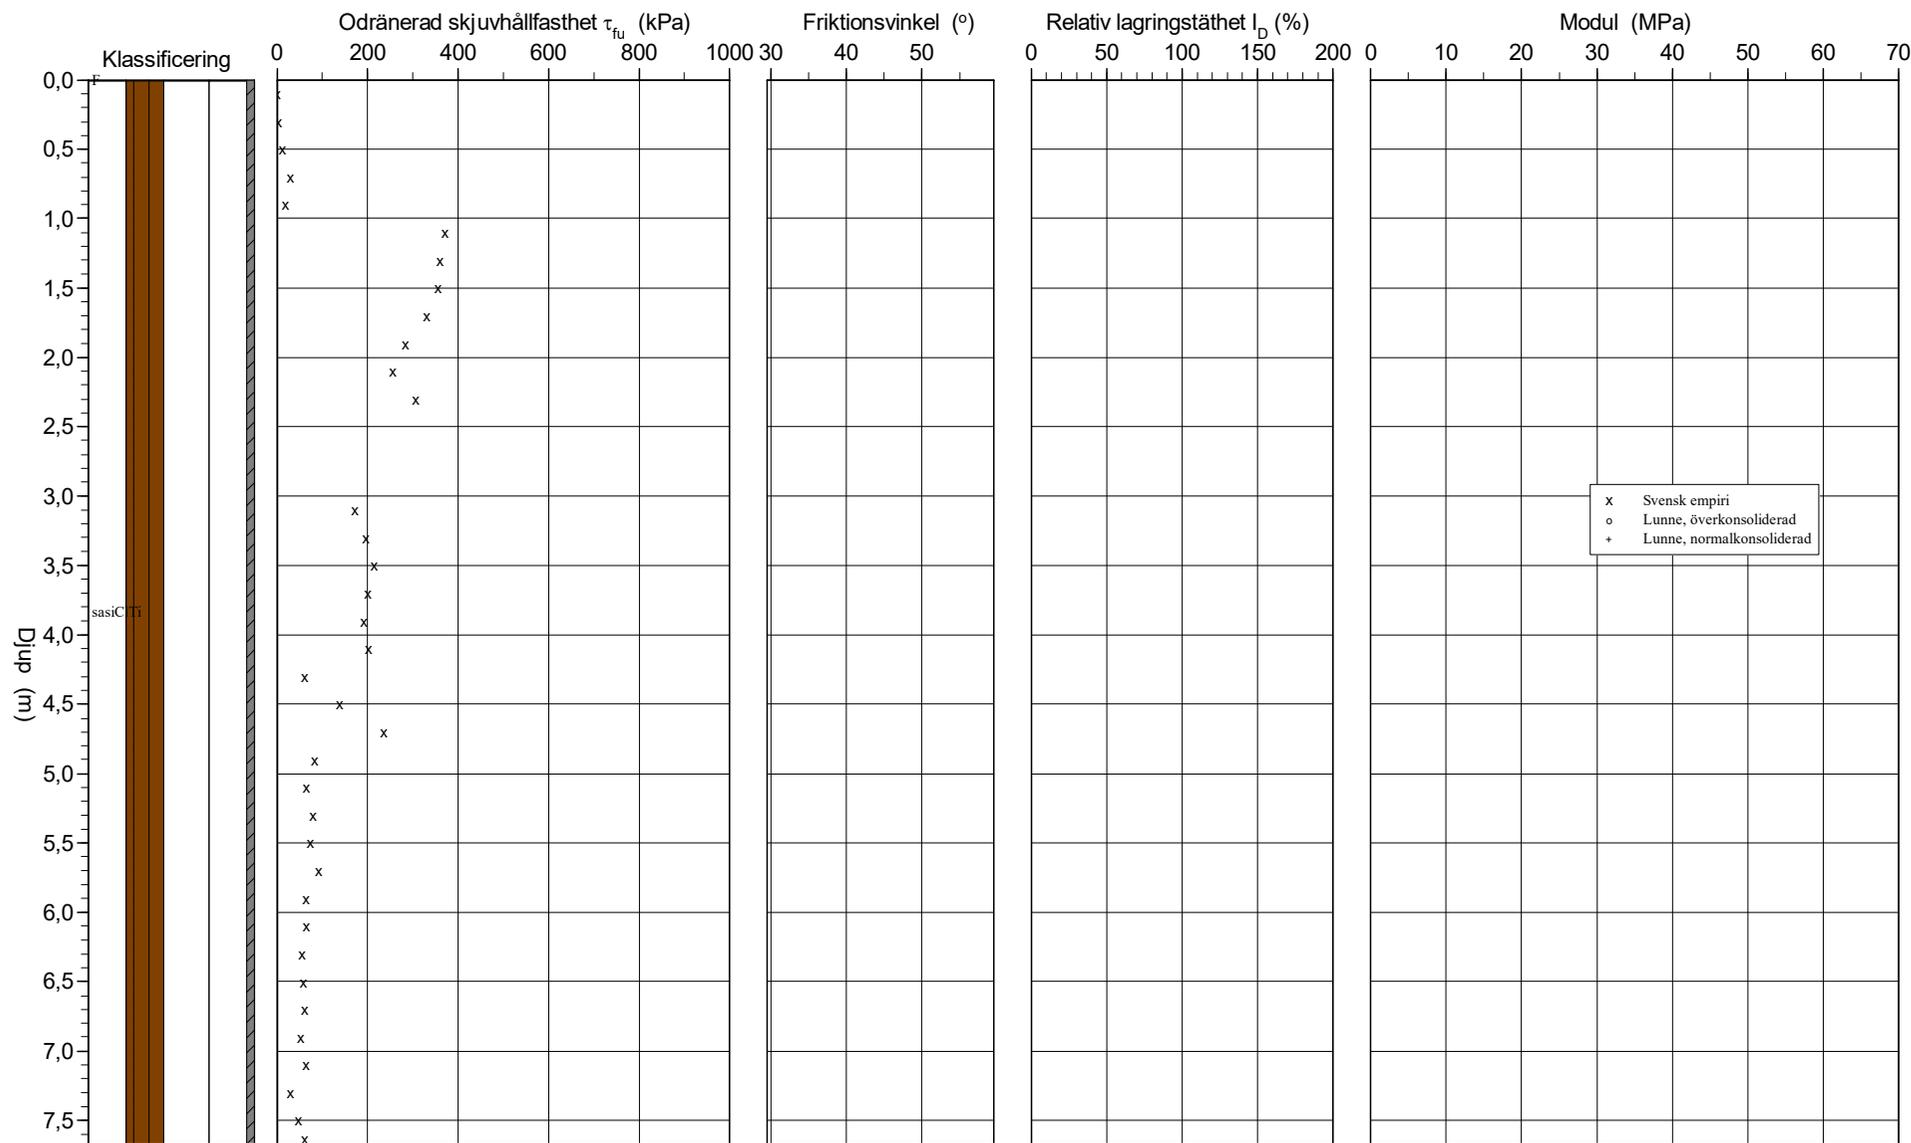 Odränerad skjuvhållfasthet τfu (kPa)
Friktionsvinkel (o)
Relativ lagringstäthet ID (%)
Modul (MPa)
Klassificering
0 200 400 600 800 1000
30 40 50
0 50 100 150 200
0 10 20 30 40 50 60 70
F
0,0
0,5
1,0
1,5
2,0
2,5
3,0
3,5
4,0
4,5
5,0
5,5
6,0
6,5
7,0
7,5
Djup (m)
sasiClTi
x Svensk empiri
o Lunne, överkonsoliderad
+ Lunne, normalkonsoliderad